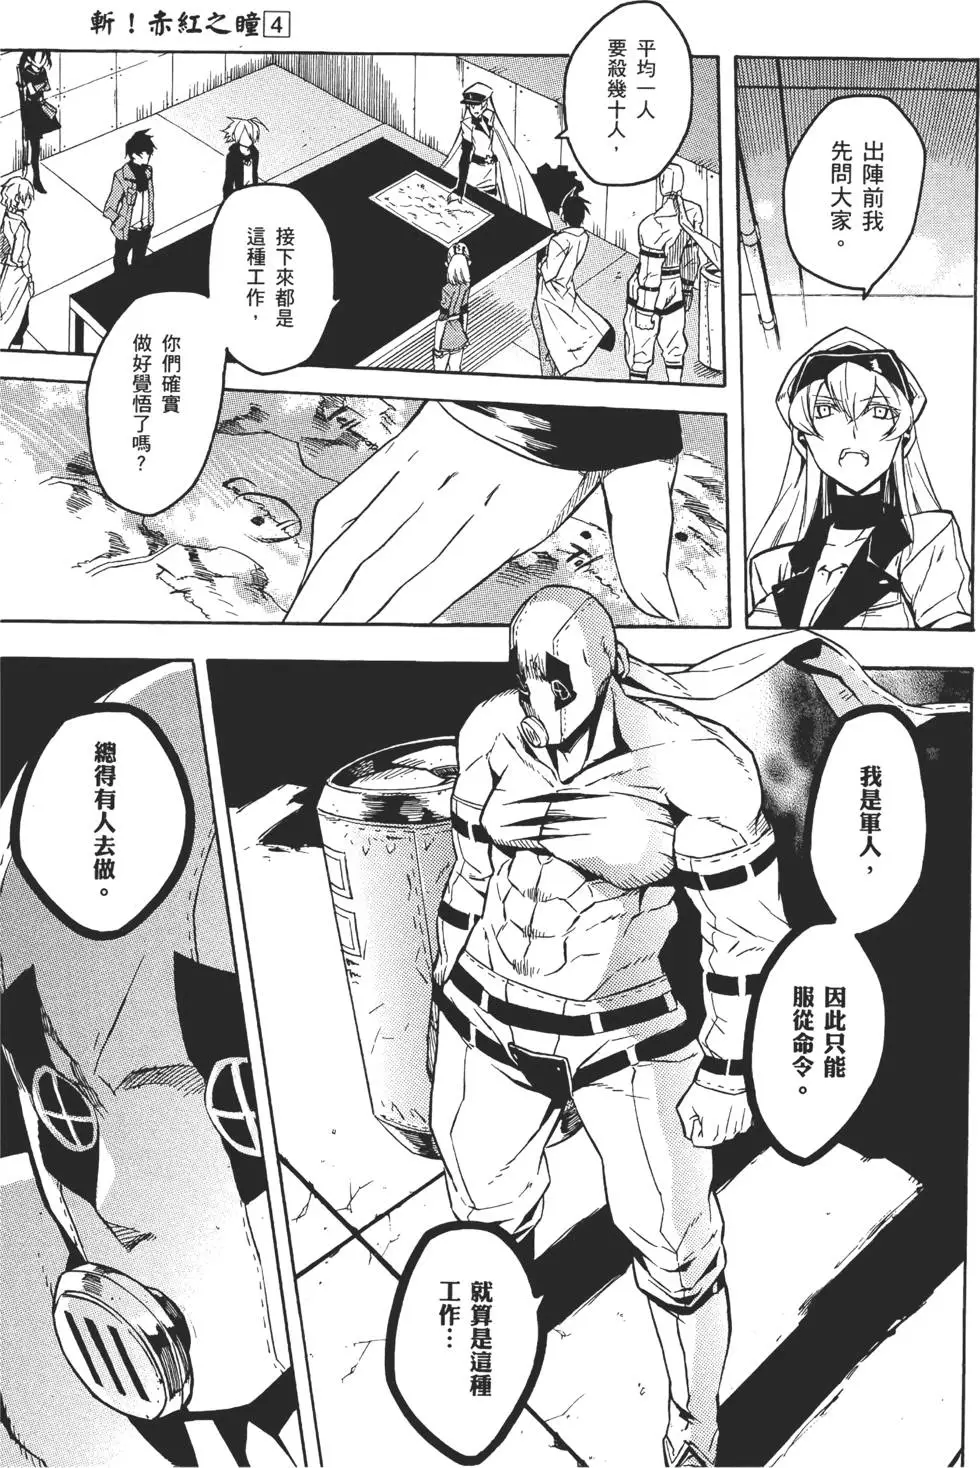 斬！赤紅之瞳 4
出陣前我
先問大家。
平均一人
要殺幾十人，
接下來都是
這種工作，
你們確實
做好覺悟了嗎？
我是軍人，
因此只能
服從命令。
就算是這種
工作…
總得有人去做。